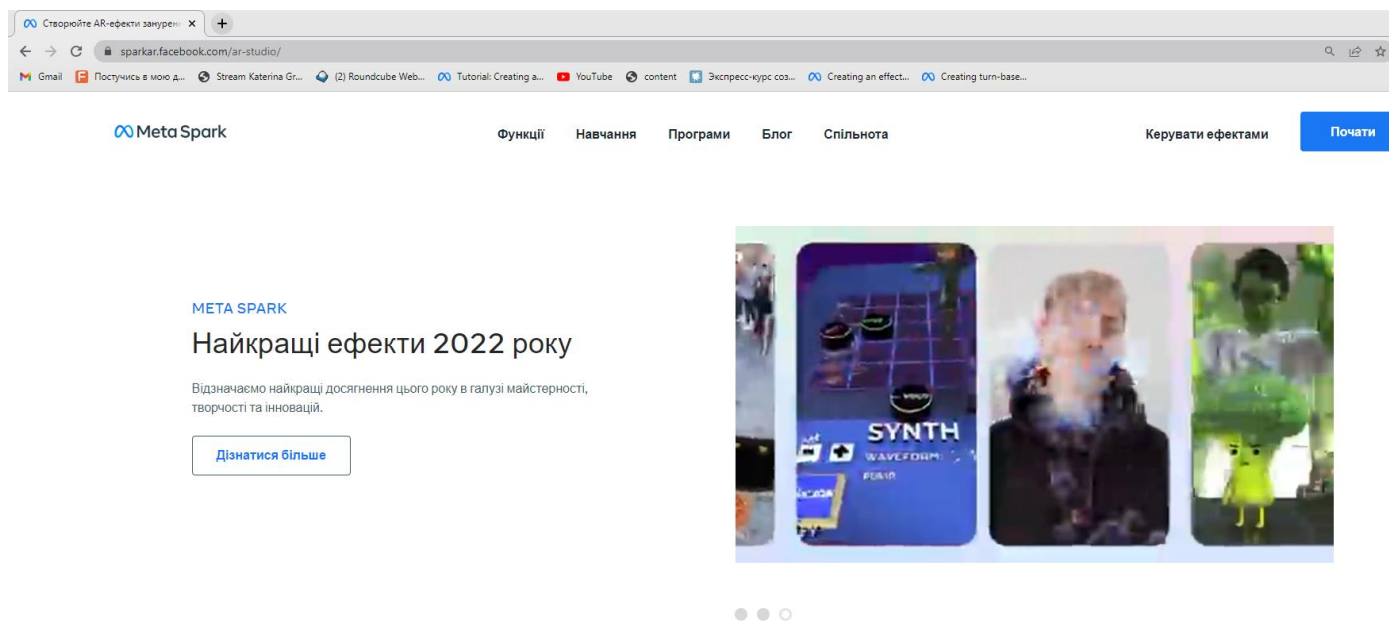 Створюйте AR-ефекти занурен
sparkar.facebook.com/ar-studio/
Gmail Постучись в мою д... Stream Katerina Gr... (2) Roundcube Web... Tutorial: Creating a... YouTube content Экспресс-курс соз... Creating an effect... Creating turn-base...
Meta Spark Функції Навчання Програми Блог Спільнота Керувати ефектами Почати
META SPARK
Найкращі ефекти 2022 року
Відзначаємо найкращі досягнення цього року в галузі майстерності,
творчості та інновацій.
Дізнатися більше
SYNTH
WAVEFORM: